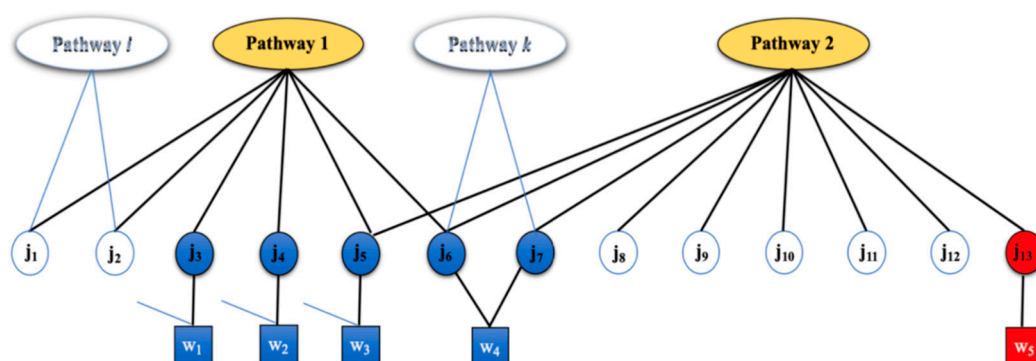 Pathway l Pathway 1 Pathway k Pathway 2
j₁ j₂ j₃ j₄ j₅ j₆ j₇ j₈ j₉ j₁₀ j₁₁ j₁₂ j₁₃
w₁ w₂ w₃ w₄ w₅